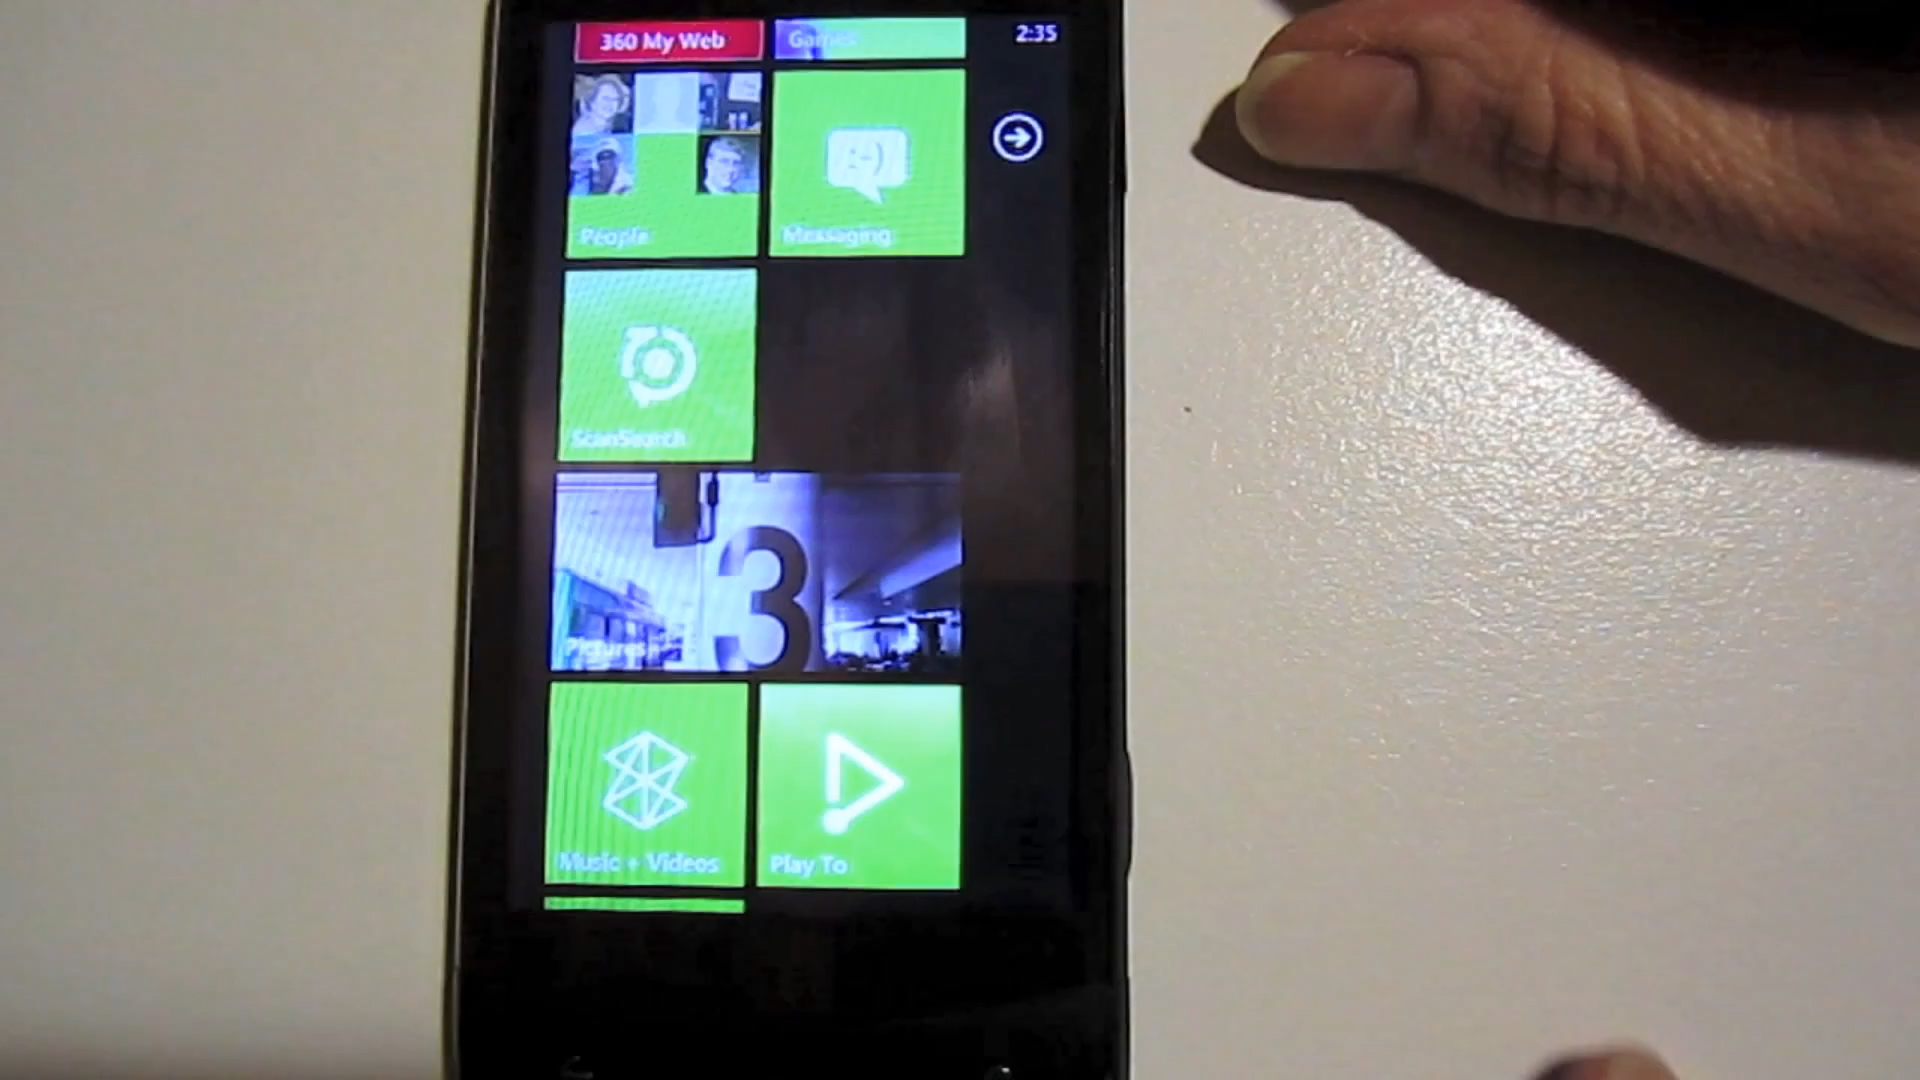 360 My Web
Games
2:35
People
Messaging
ScanSearch
3
Pictures
Music + Videos
Play To